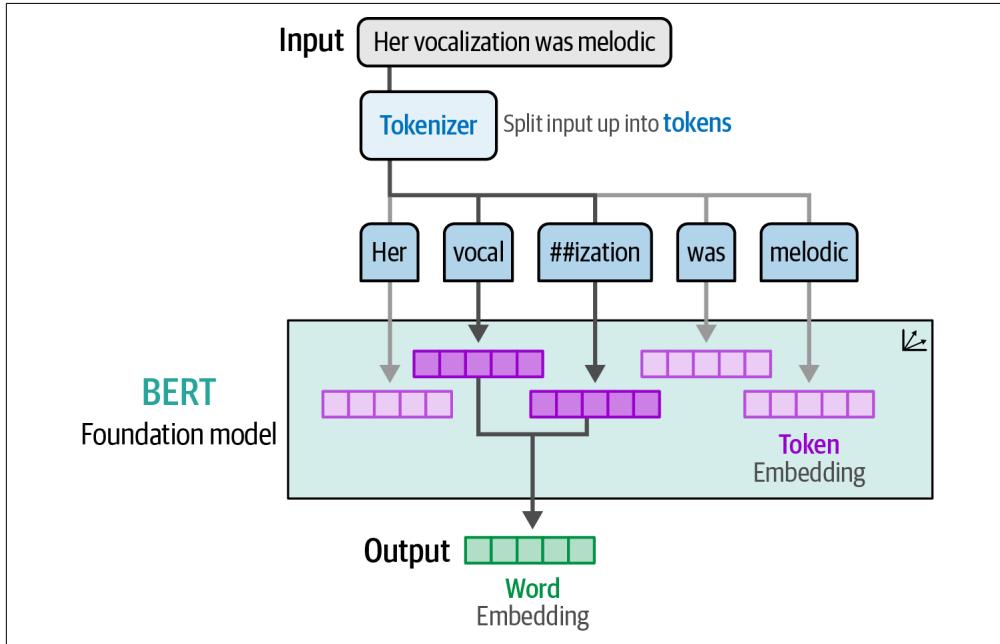 Input
Her vocalization was melodic
Tokenizer
Split input up into tokens
Her
vocal
##ization
was
melodic
BERT
Foundation model
Token
Embedding
Output
Word
Embedding